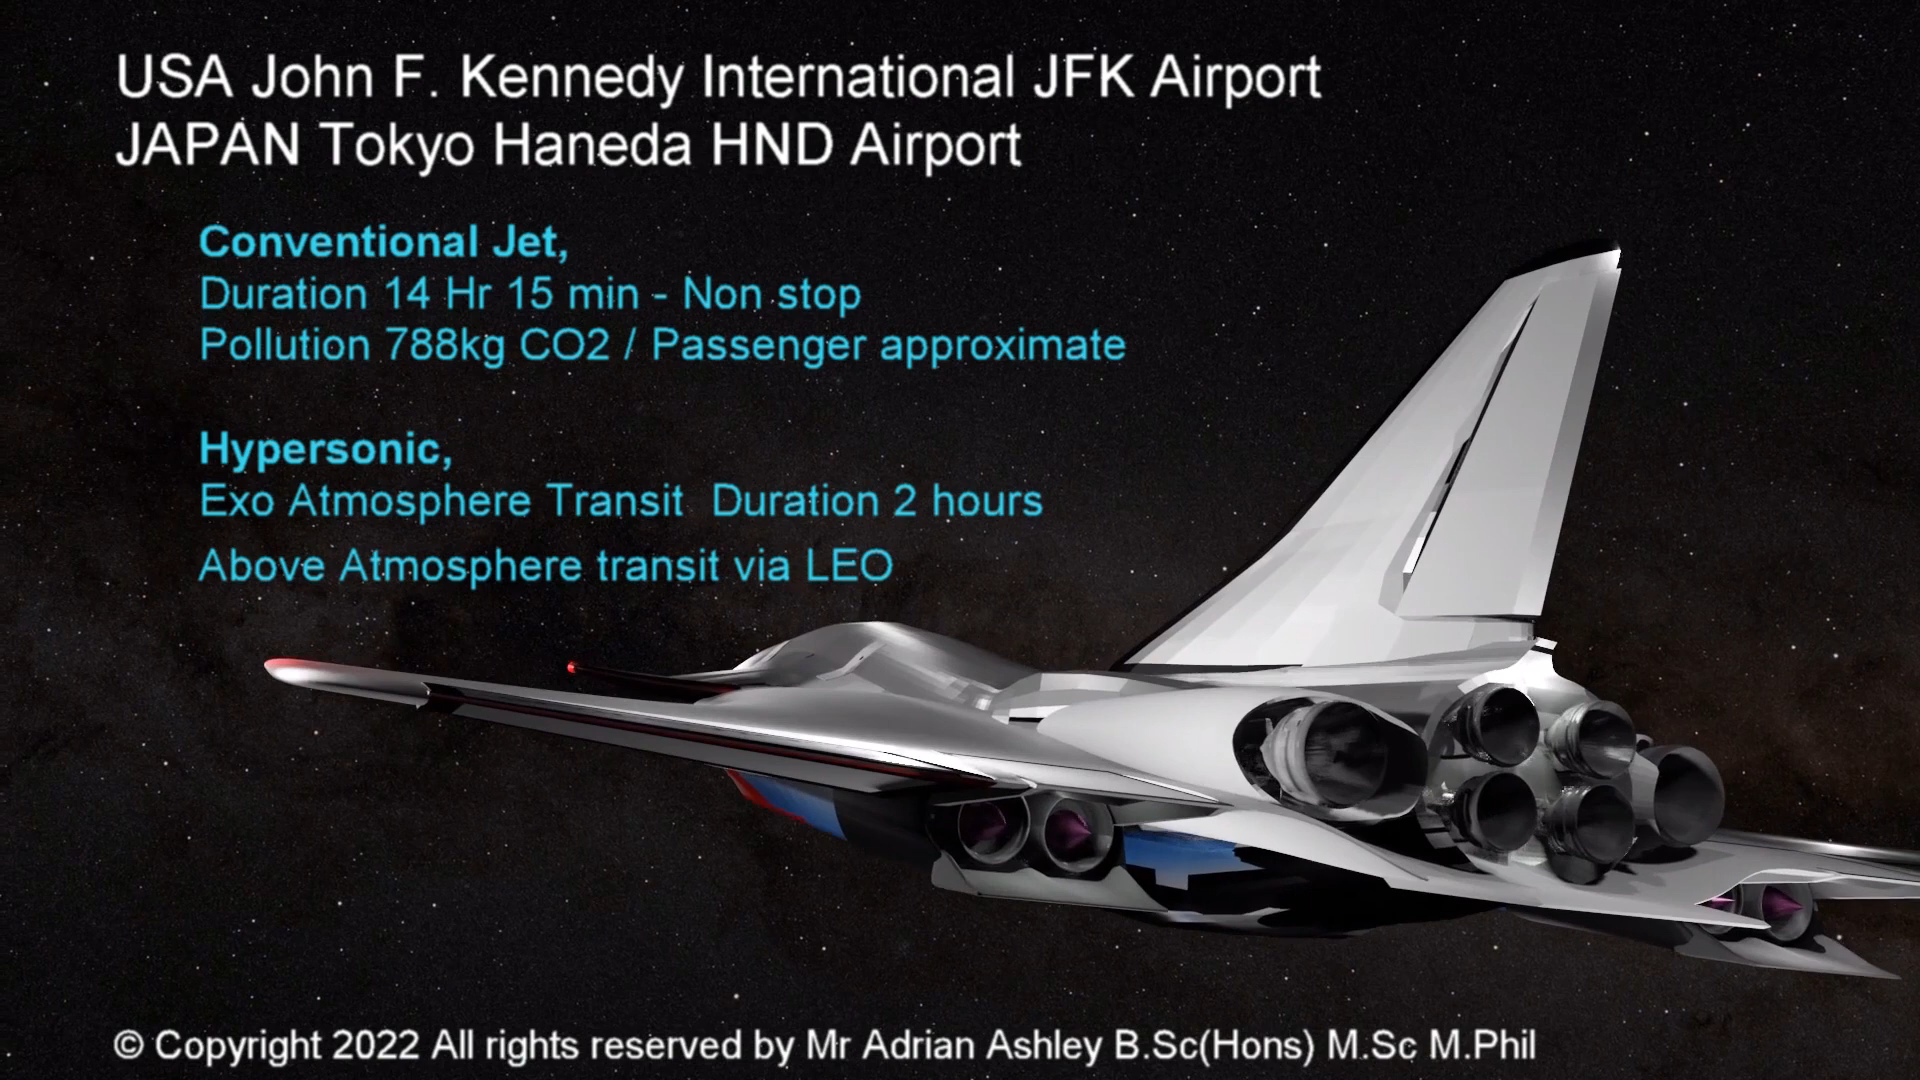 USA John F. Kennedy International JFK Airport
JAPAN Tokyo Haneda HND Airport
Conventional Jet,
Duration 14 Hr 15 min - Non stop
Pollution 788kg CO2 / Passenger approximate
Hypersonic,
Exo Atmosphere Transit  Duration 2 hours
Above Atmosphere transit via LEO
© Copyright 2022 All rights reserved by Mr Adrian Ashley B.Sc(Hons) M.Sc M.Phil